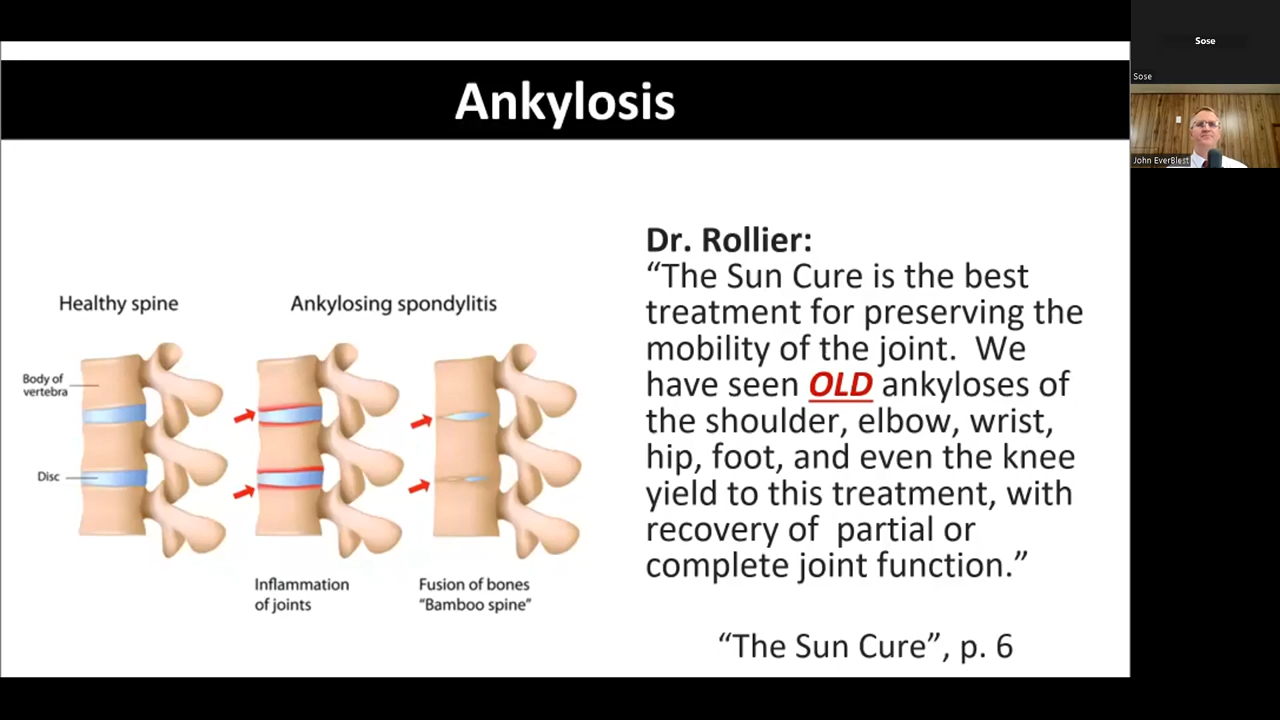 Ankylosis
Sose
Sose
John EverBlest
Dr. Rollier:
“The Sun Cure is the best
treatment for preserving the
mobility of the joint.  We
have seen OLD ankyloses of
the shoulder, elbow, wrist,
hip, foot, and even the knee
yield to this treatment, with
recovery of  partial or
complete joint function.”
“The Sun Cure”, p. 6
Healthy spine
Ankylosing spondylitis
Body of
vertebra
Disc
Inflammation
of joints
Fusion of bones
“Bamboo spine”